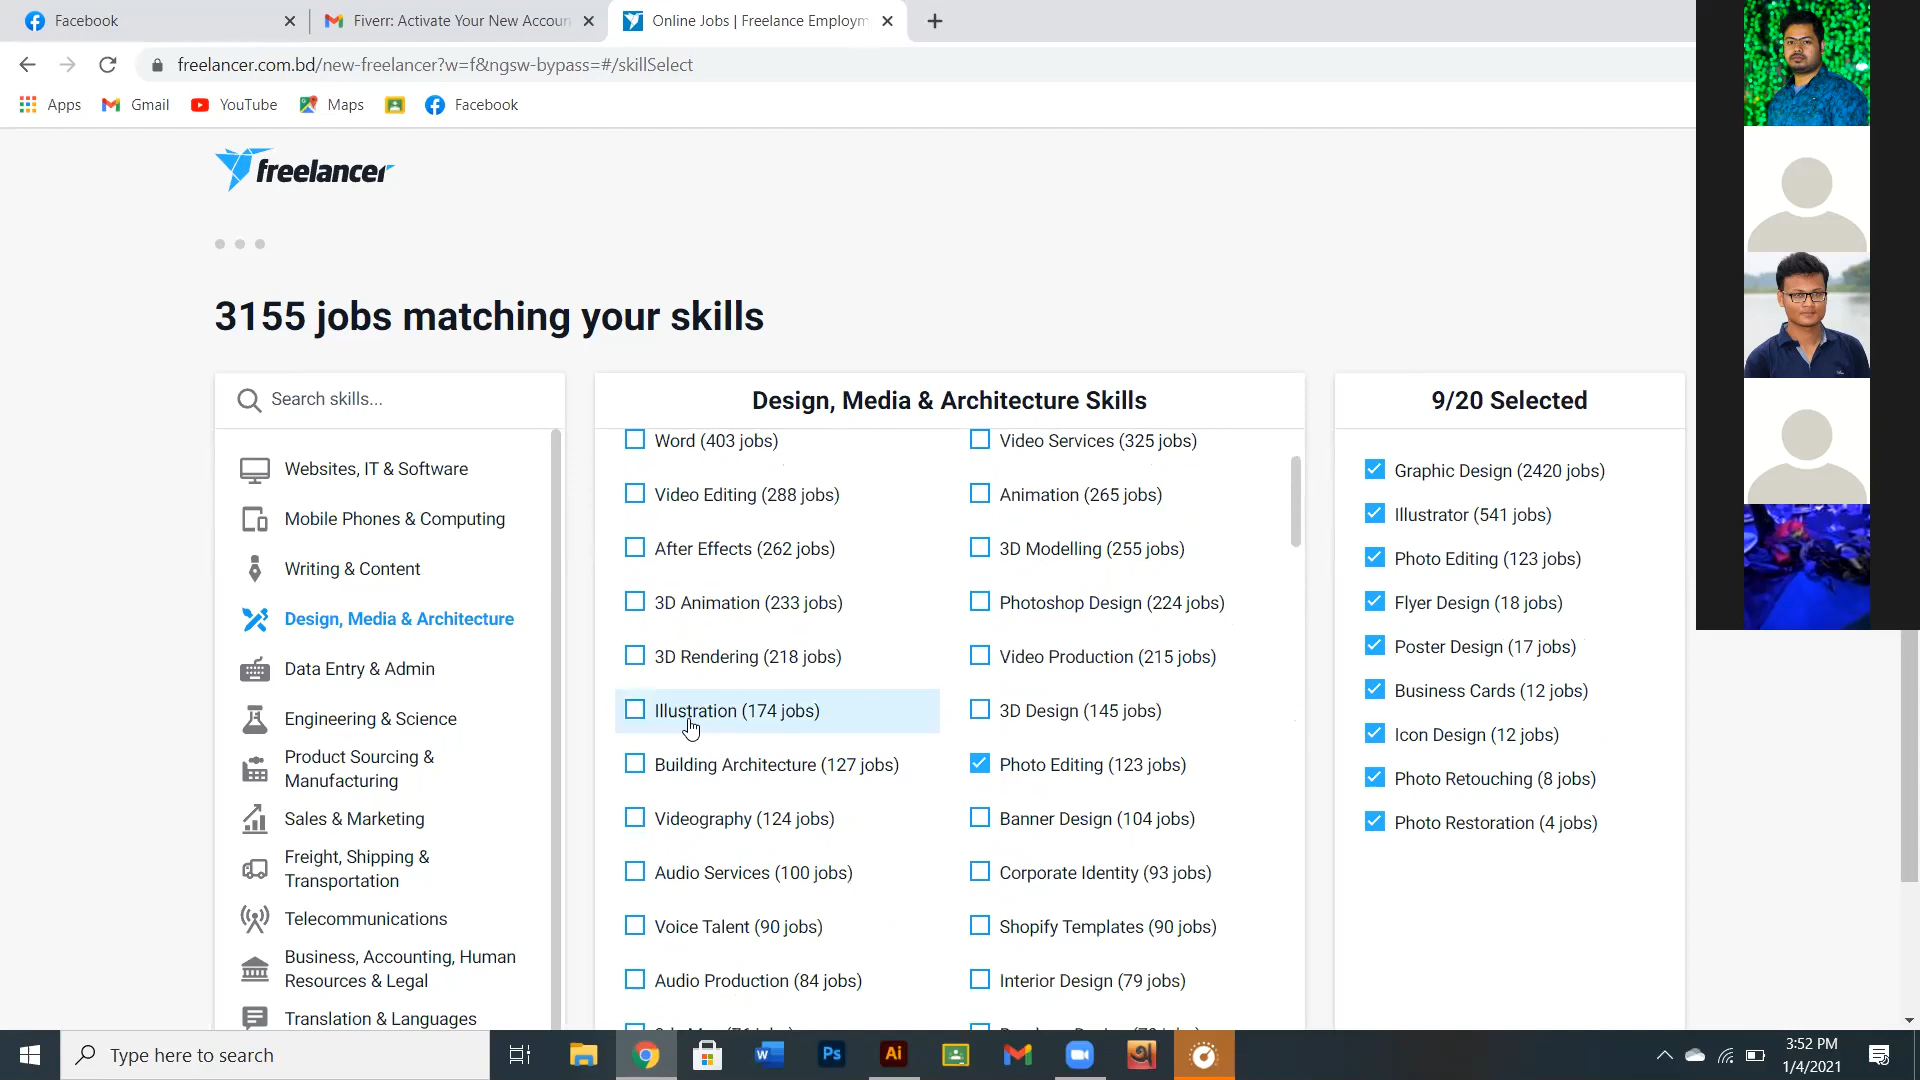 Facebook
Fiverr: Activate Your New Accoun
Online Jobs | Freelance Employm
freelancer.com.bd/new-freelancer?w=f&ngsw-bypass=#/skillSelect
Apps
Gmail
YouTube
Maps
Facebook
freelancer
3155 jobs matching your skills
Search skills...
Websites, IT & Software
Mobile Phones & Computing
Writing & Content
Design, Media & Architecture
Data Entry & Admin
Engineering & Science
Product Sourcing &
Manufacturing
Sales & Marketing
Freight, Shipping &
Transportation
Telecommunications
Business, Accounting, Human
Resources & Legal
Translation & Languages
Design, Media & Architecture Skills
Word (403 jobs)
Video Services (325 jobs)
Video Editing (288 jobs)
Animation (265 jobs)
After Effects (262 jobs)
3D Modelling (255 jobs)
3D Animation (233 jobs)
Photoshop Design (224 jobs)
3D Rendering (218 jobs)
Video Production (215 jobs)
Illustration (174 jobs)
3D Design (145 jobs)
Building Architecture (127 jobs)
Photo Editing (123 jobs)
Videography (124 jobs)
Banner Design (104 jobs)
Audio Services (100 jobs)
Corporate Identity (93 jobs)
Voice Talent (90 jobs)
Shopify Templates (90 jobs)
Audio Production (84 jobs)
Interior Design (79 jobs)
9/20 Selected
Graphic Design (2420 jobs)
Illustrator (541 jobs)
Photo Editing (123 jobs)
Flyer Design (18 jobs)
Poster Design (17 jobs)
Business Cards (12 jobs)
Icon Design (12 jobs)
Photo Retouching (8 jobs)
Photo Restoration (4 jobs)
Type here to search
W
Ps
Ai
অ
3:52 PM
1/4/2021